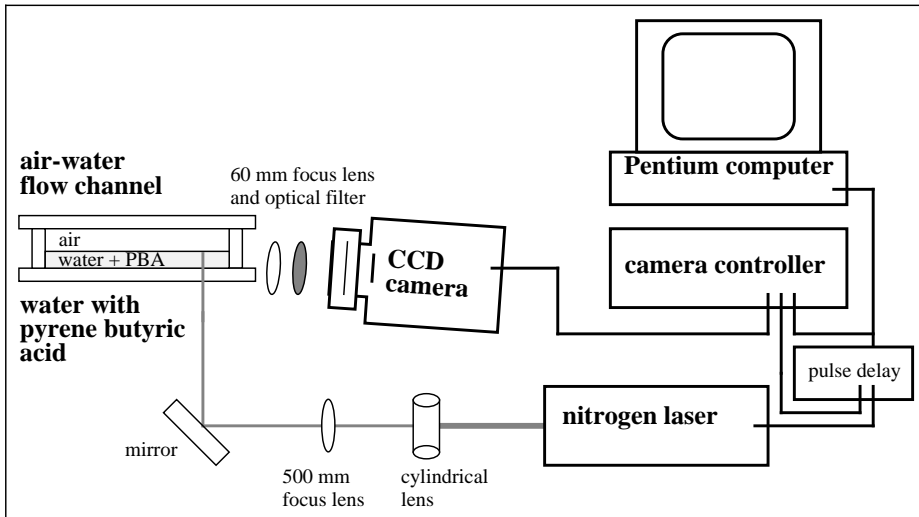 air-water
flow channel
60 mm focus lens
and optical filter
Pentium computer
air
water + PBA
CCD
camera
camera controller
water with
pyrene butyric
acid
pulse delay
nitrogen laser
mirror
500 mm
focus lens
cylindrical
lens